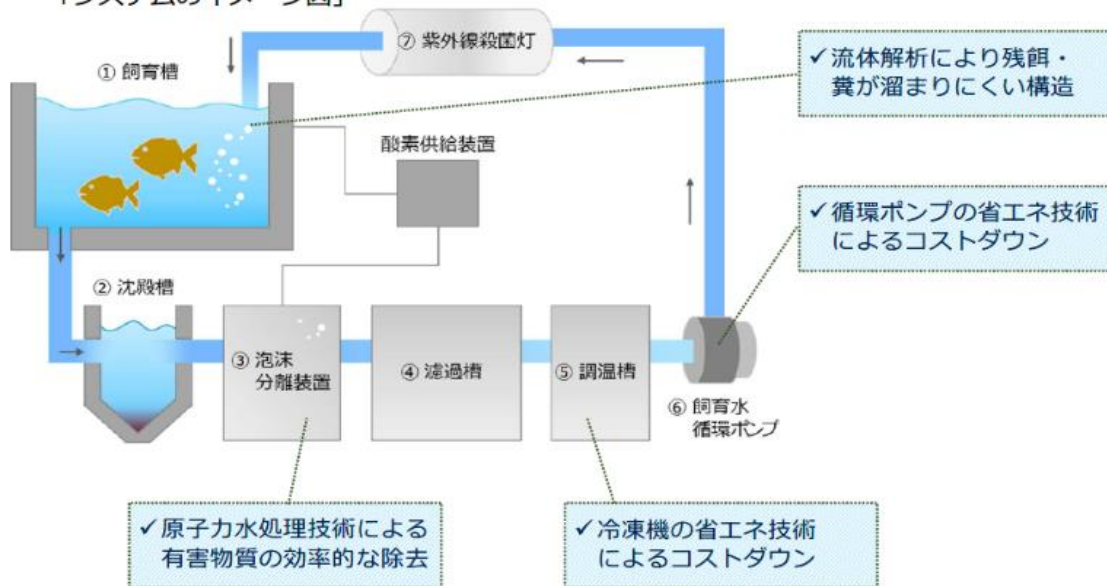 「システムのイメージ図」
⑦ 紫外線殺菌灯
① 飼育槽
✓流体解析により残餌・
糞が溜まりにくい構造
酸素供給装置
✓循環ポンプの省エネ技術
によるコストダウン
② 沈殿槽
③ 泡沫
分離装置
④ 濾過槽
⑤ 調温槽
⑥ 飼育水
循環ポンプ
✓原子力水処理技術による
有害物質の効率的な除去
✓冷凍機の省エネ技術
によるコストダウン